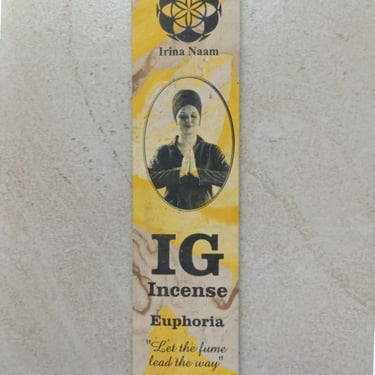 Irina Naam
IG
Incense
Euphoria
"Let the fume
lead the way"